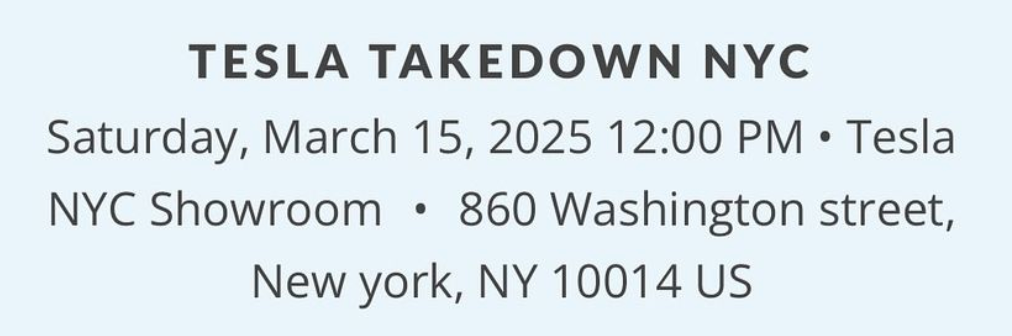 TESLA TAKEDOWN NYC
Saturday, March 15, 2025 12:00 PM • Tesla
NYC Showroom • 860 Washington street,
New york, NY 10014 US